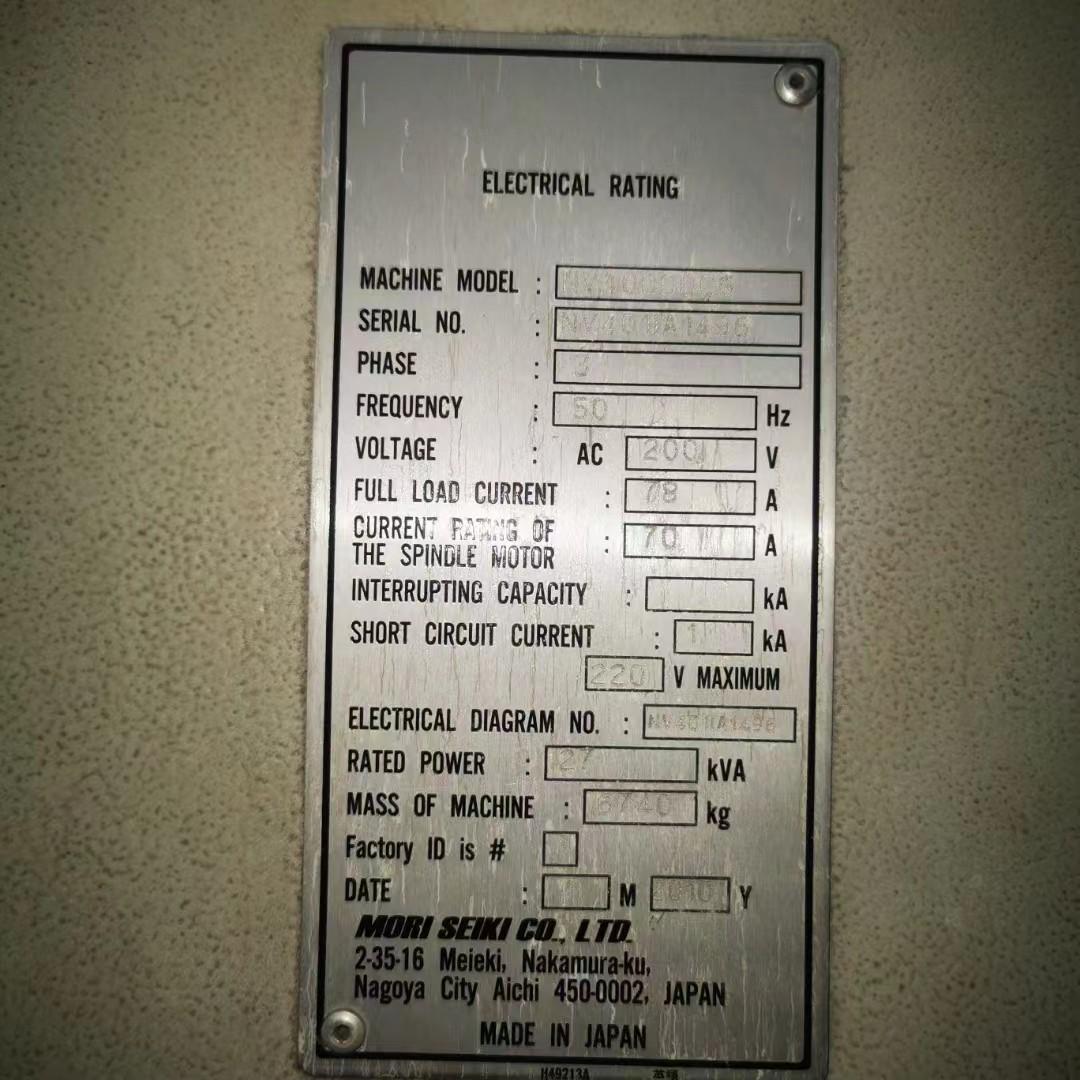 ELECTRICAL RATING
MACHINE MODEL :
SERIAL NO. :
PHASE : 3
FREQUENCY : 50 Hz
VOLTAGE : AC 200 V
FULL LOAD CURRENT : 78 A
CURRENT RATING OF
THE SPINDLE MOTOR : 70 A
INTERRUPTING CAPACITY : kA
SHORT CIRCUIT CURRENT : kA
220 V MAXIMUM
ELECTRICAL DIAGRAM NO. :
RATED POWER : 27 kVA
MASS OF MACHINE : kg
Factory ID is #
DATE : M Y
MORI SEIKI CO., LTD.
2-35-16 Meieki, Nakamura-ku,
Nagoya City Aichi 450-0002, JAPAN
MADE IN JAPAN
H49213A